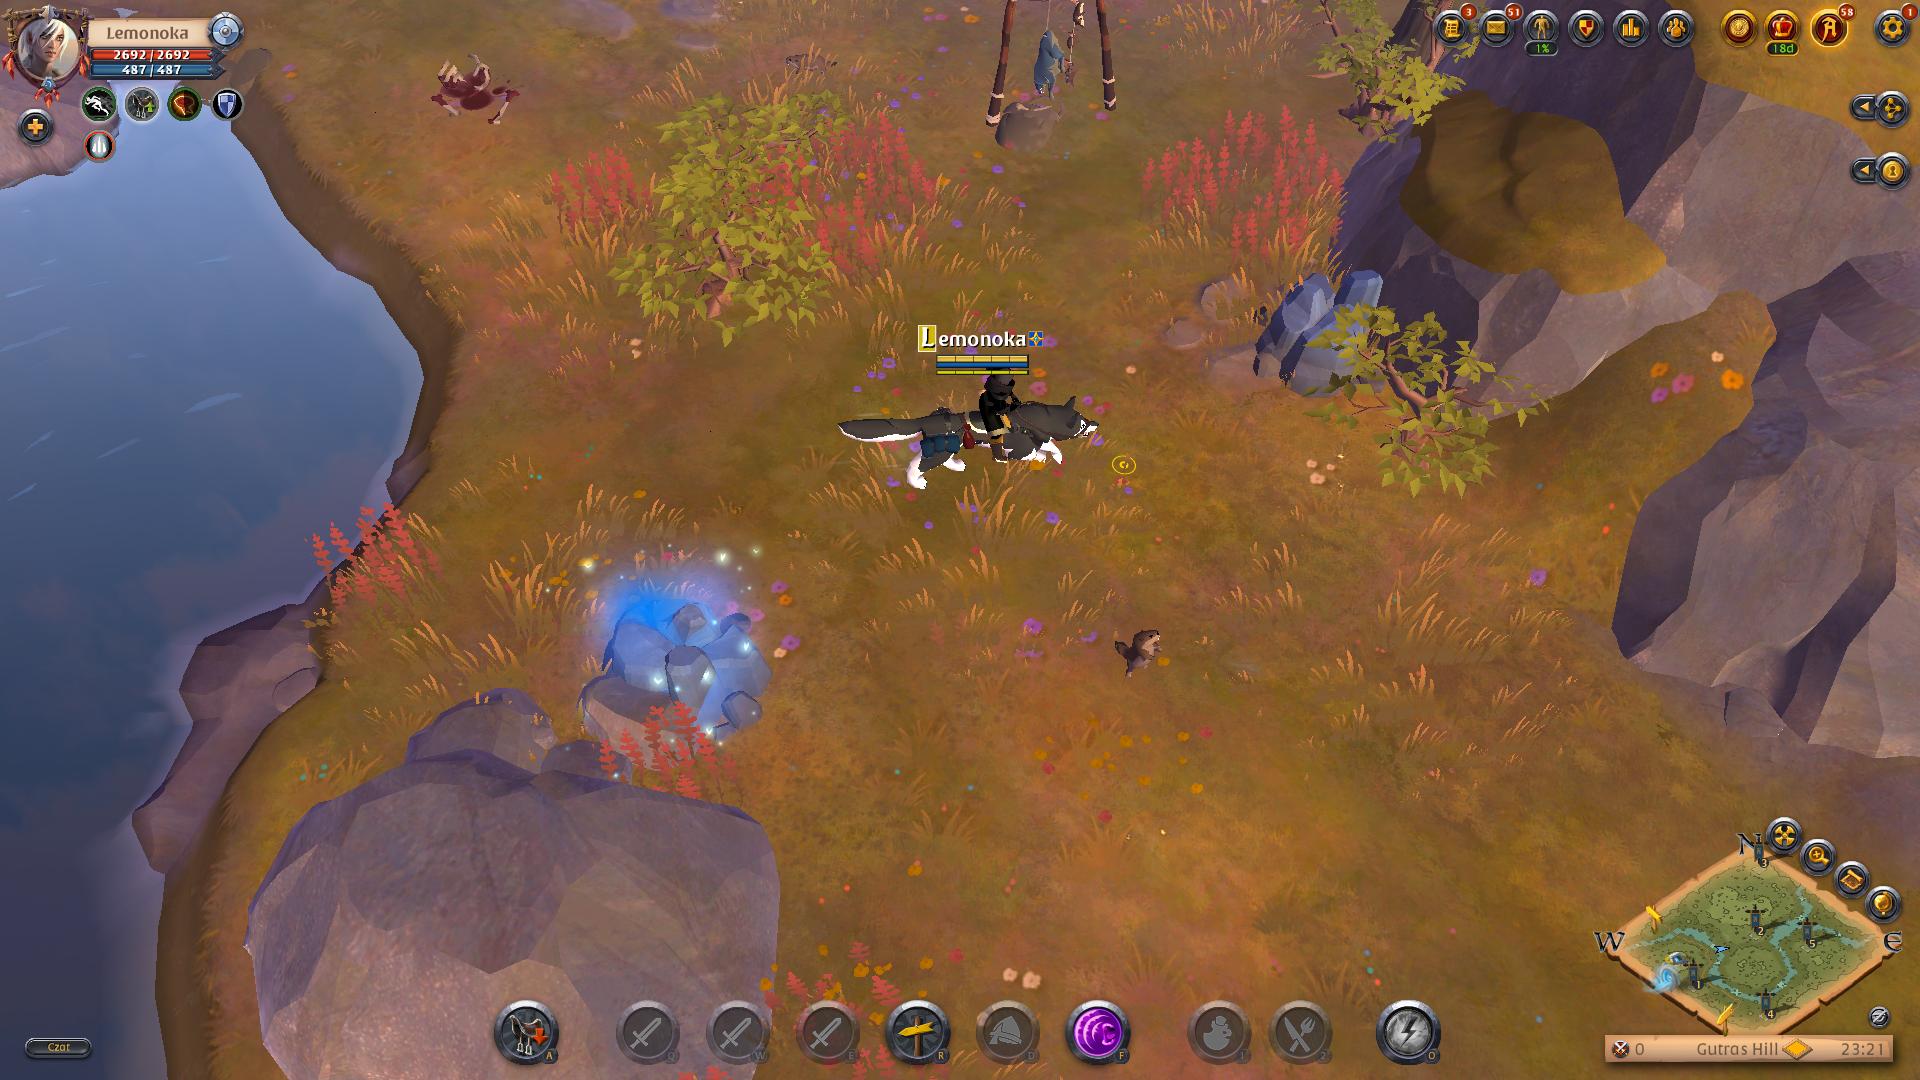 Lemonoka
2692 / 2692
487 / 487
3
51
1%
18d
58
1
Lemonoka
N
3
2
W
5
E
1
4
Czat
A
Q
W
E
R
D
F
1
2
O
0
Gutras Hill
23:21